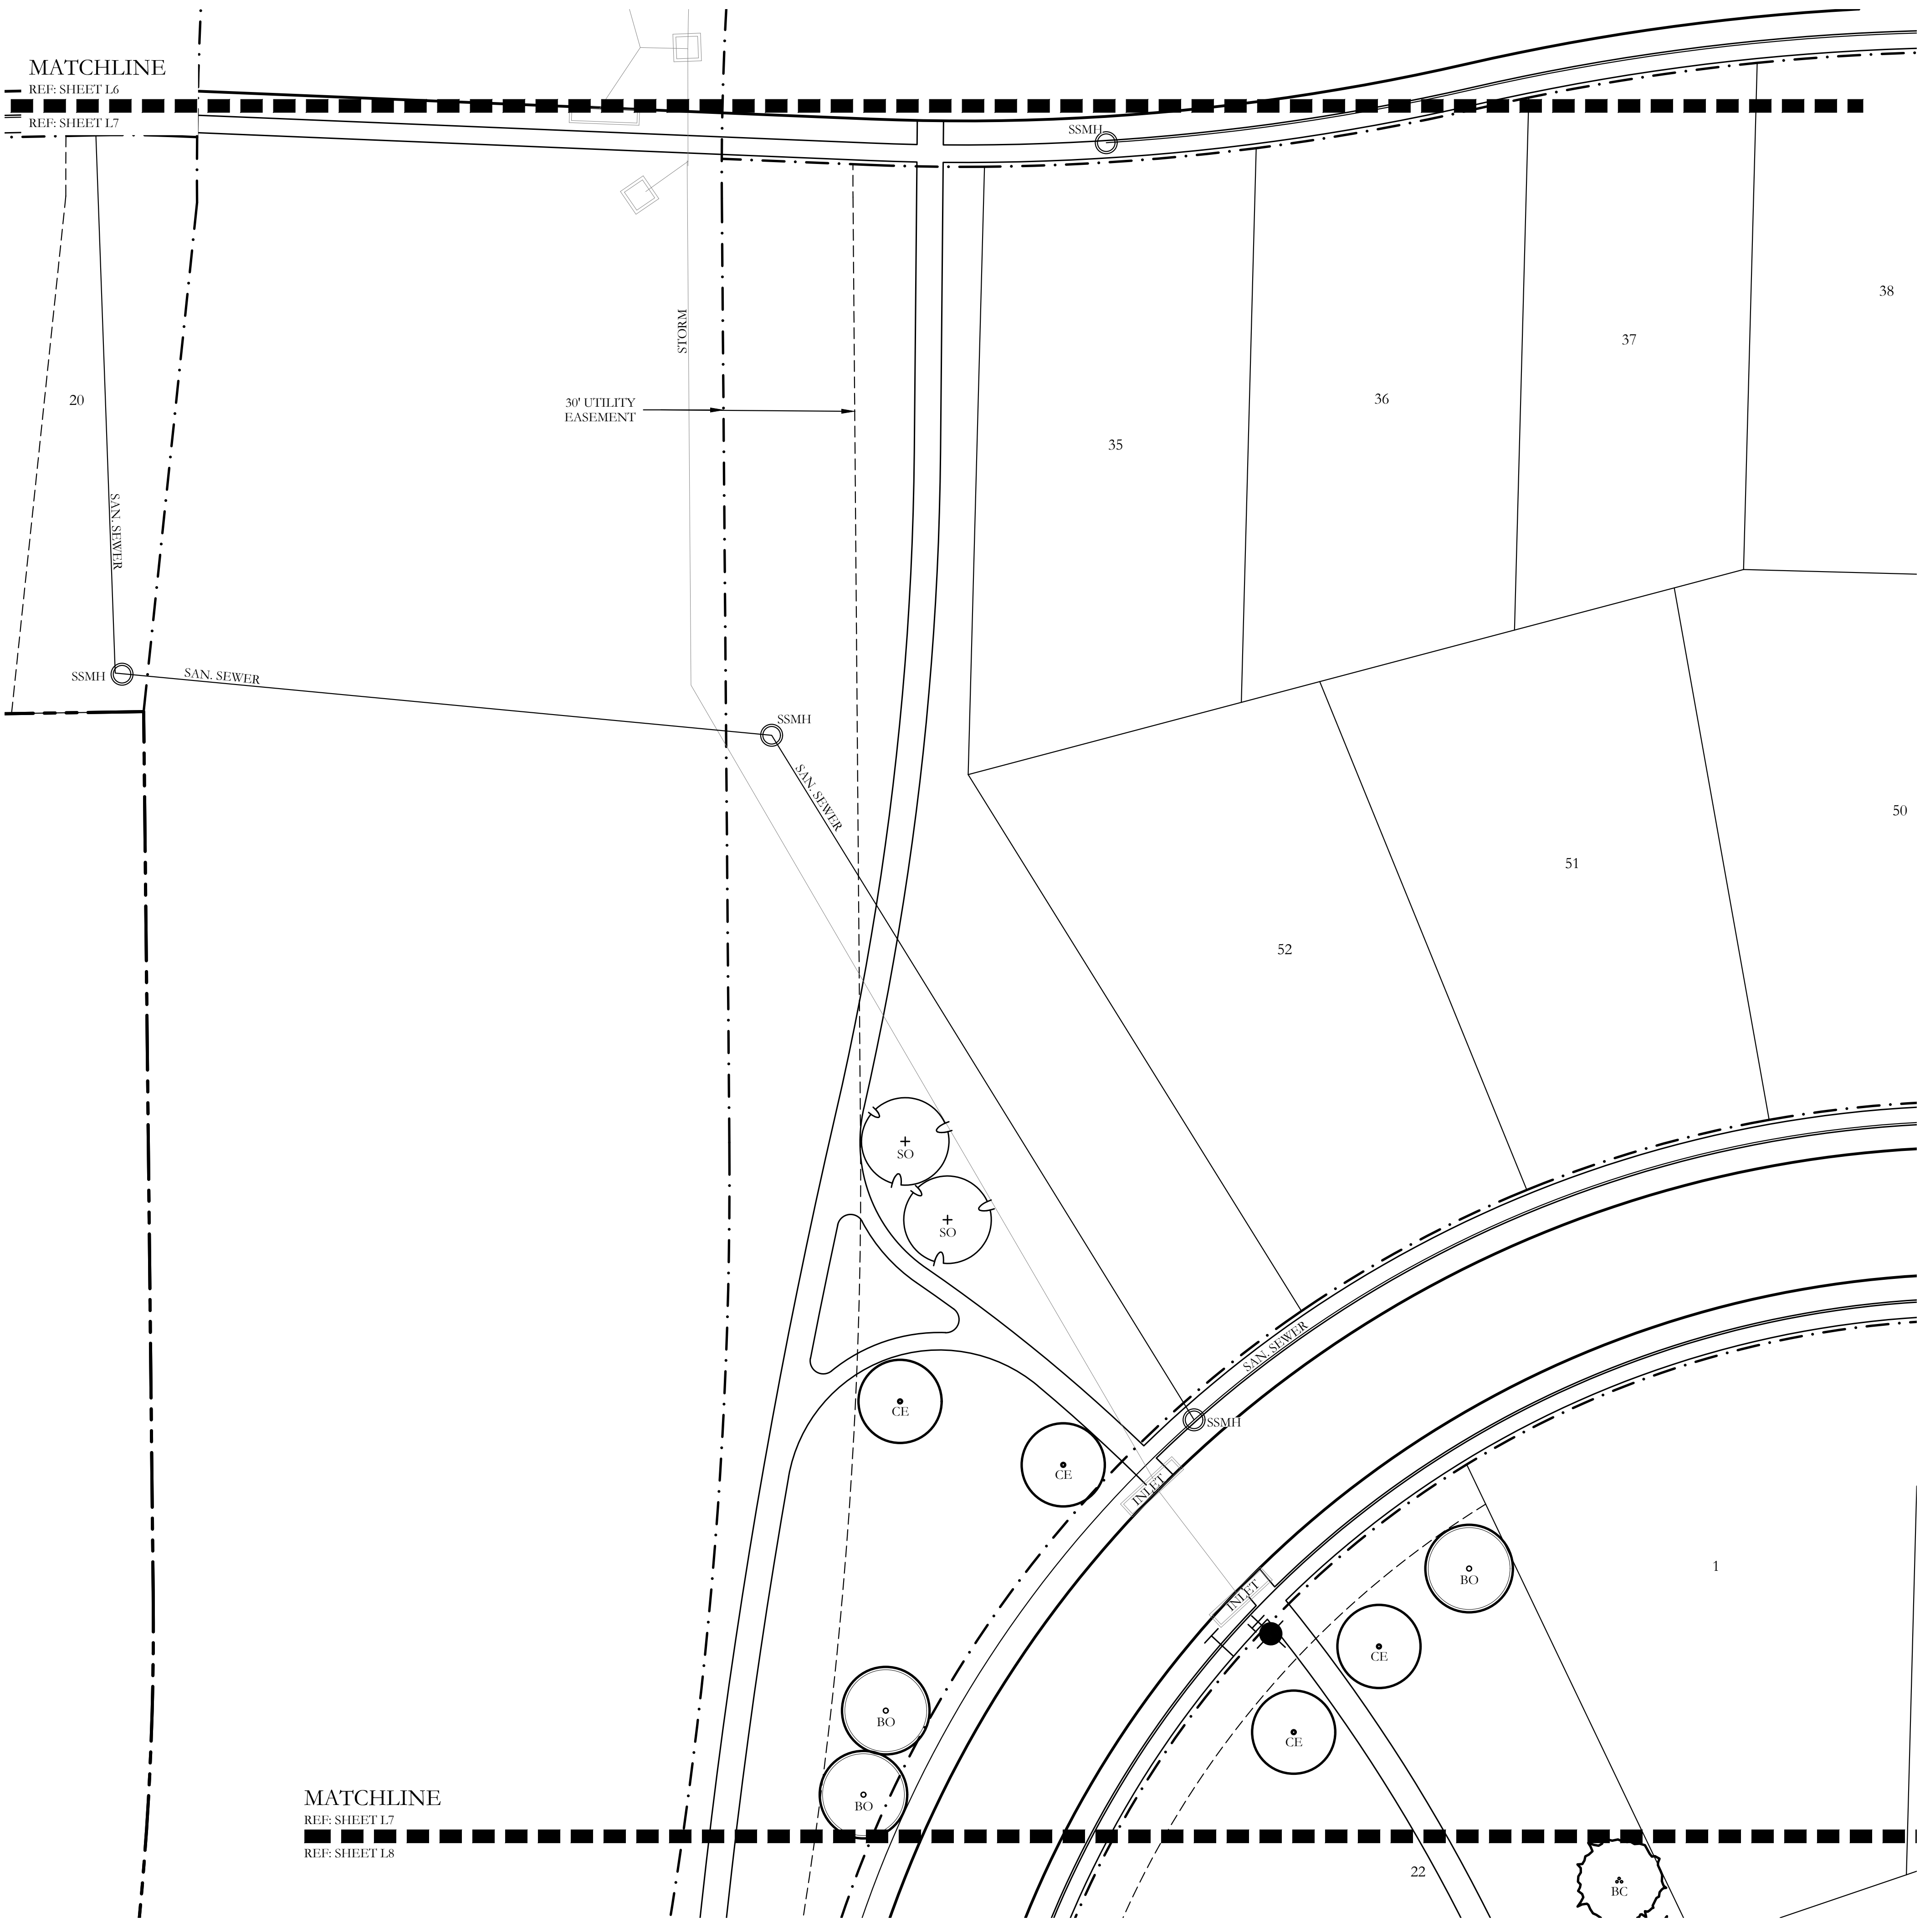 MATCHLINE
REF: SHEET L6
REF: SHEET L7
SSMH
38
STORM
37
20
30' UTILITY
EASEMENT
36
35
SAN. SEWER
SSMH
SAN. SEWER
SSMH
SAN. SEWER
50
51
52
SO
SO
SAN. SEWER
CE
SSMH
CE
INLET
1
BO
INLET
CE
BO
CE
MATCHLINE
BO
REF: SHEET L7
REF: SHEET L8
22
BC